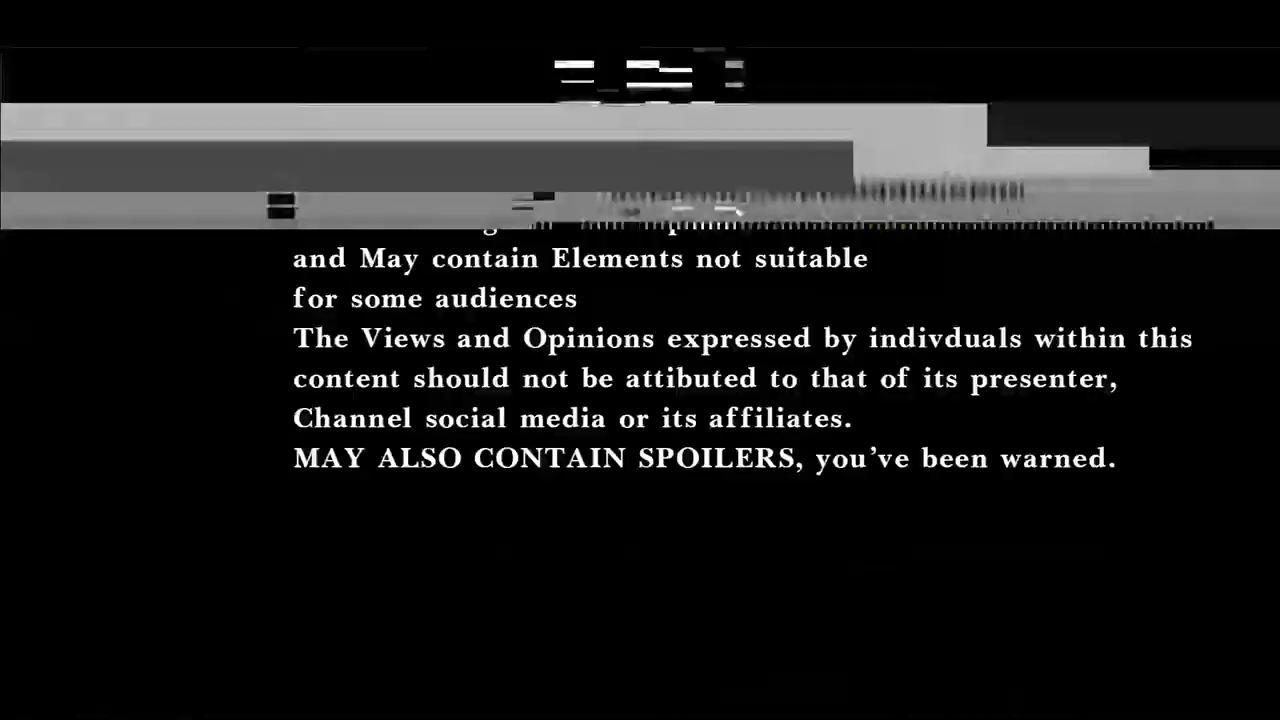 and May contain Elements not suitable
for some audiences
The Views and Opinions expressed by indivduals within this
content should not be attibuted to that of its presenter,
Channel social media or its affiliates.
MAY ALSO CONTAIN SPOILERS, you've been warned.